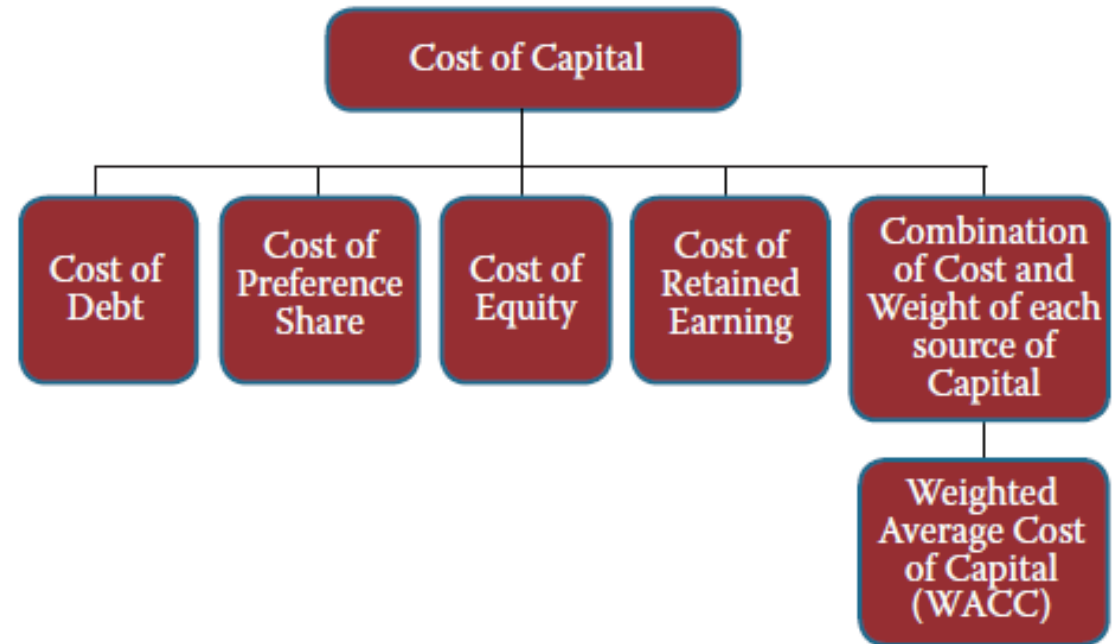 Cost of Capital
Cost of
Debt
Cost of
Preference
Share
Cost of
Equity
Cost of
Retained
Earning
Combination
of Cost and
Weight of each
source of
Capital
Weighted
Average Cost
of Capital
(WACC)